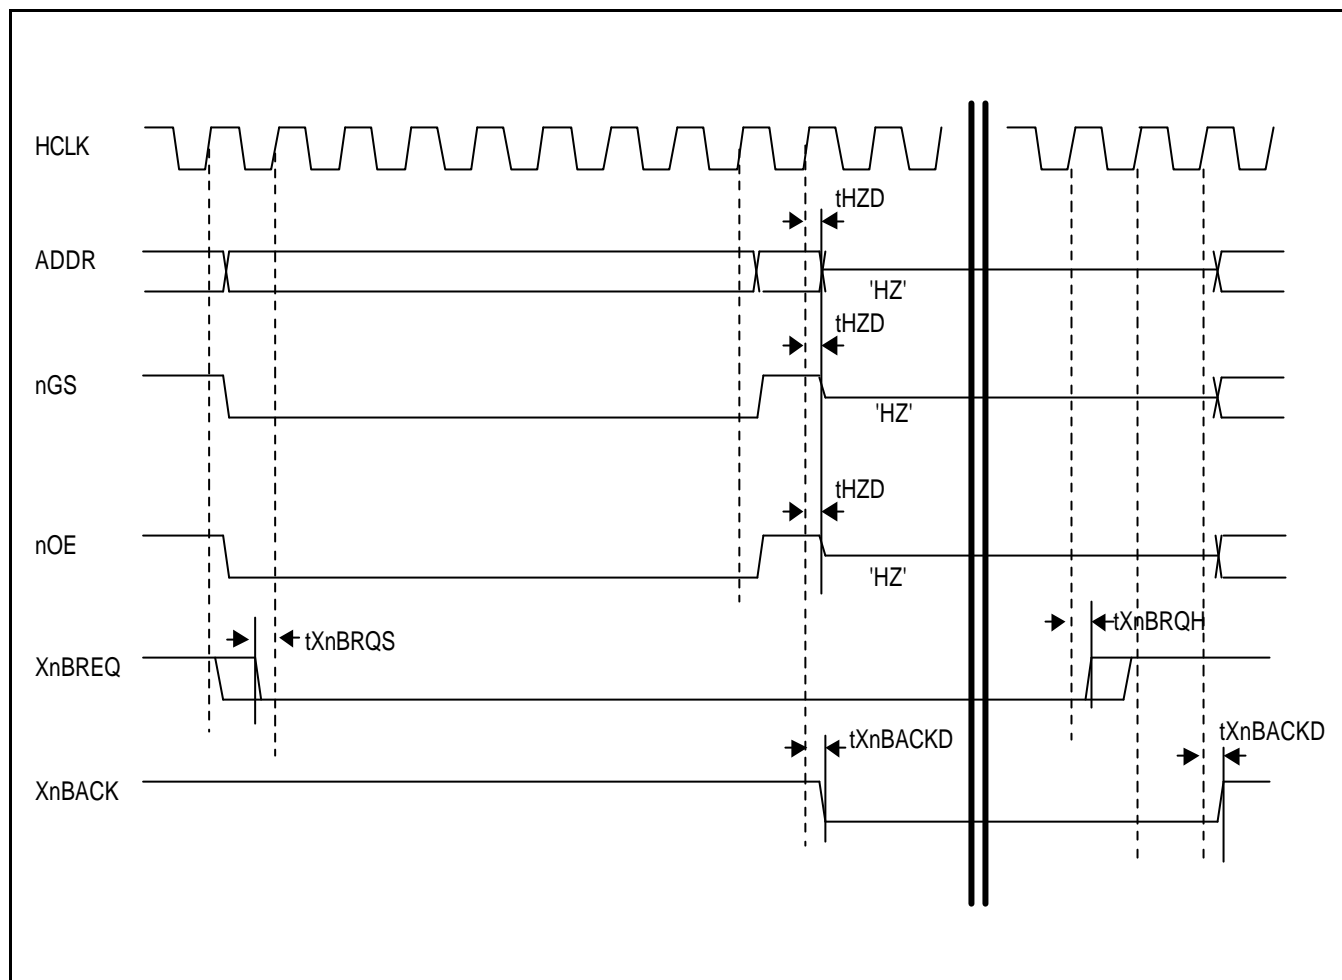 HCLK
tHZD
ADDR
'HZ'
tHZD
nGS
'HZ'
tHZD
nOE
'HZ'
tXnBRQS
tXnBRQH
XnBREQ
tXnBACKD
tXnBACKD
XnBACK